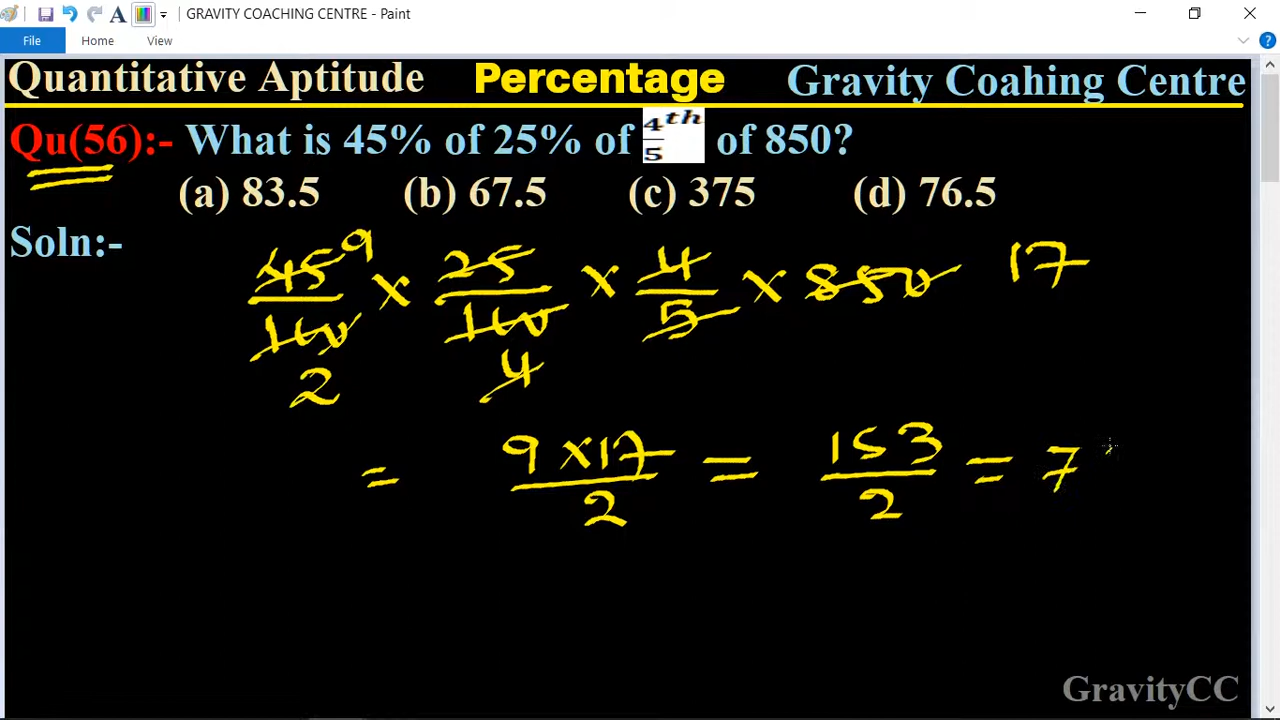 GRAVITY COACHING CENTRE - Paint
File Home View
Quantitative Aptitude Percentage Gravity Coahing Centre
Qu(56):- What is 45% of 25% of 4/5 th of 850?
(a) 83.5 (b) 67.5 (c) 375 (d) 76.5
Soln:-
45/100 × 25/100 × 4/5 × 850 17
9
2 4
= 9×17/2 = 153/2 = 7
GravityCC